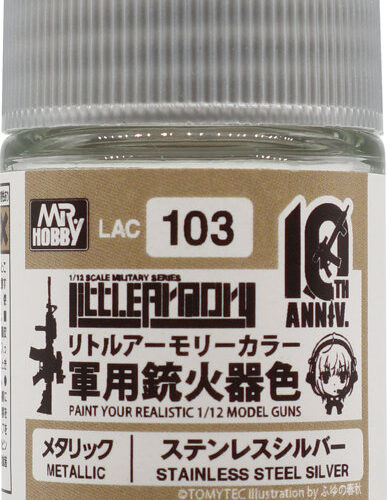 MR HOBBY
LAC 103
10TH ANNIV.
1/12 SCALE MILITARY SERIES
LITTLEARMORY
リトルアーモリーカラー
軍用銃火器色
PAINT YOUR REALISTIC 1/12 MODEL GUNS
メタリック ステンレスシルバー
METALLIC STAINLESS STEEL SILVER
©TOMYTEC Illustration by ふゆの春秋